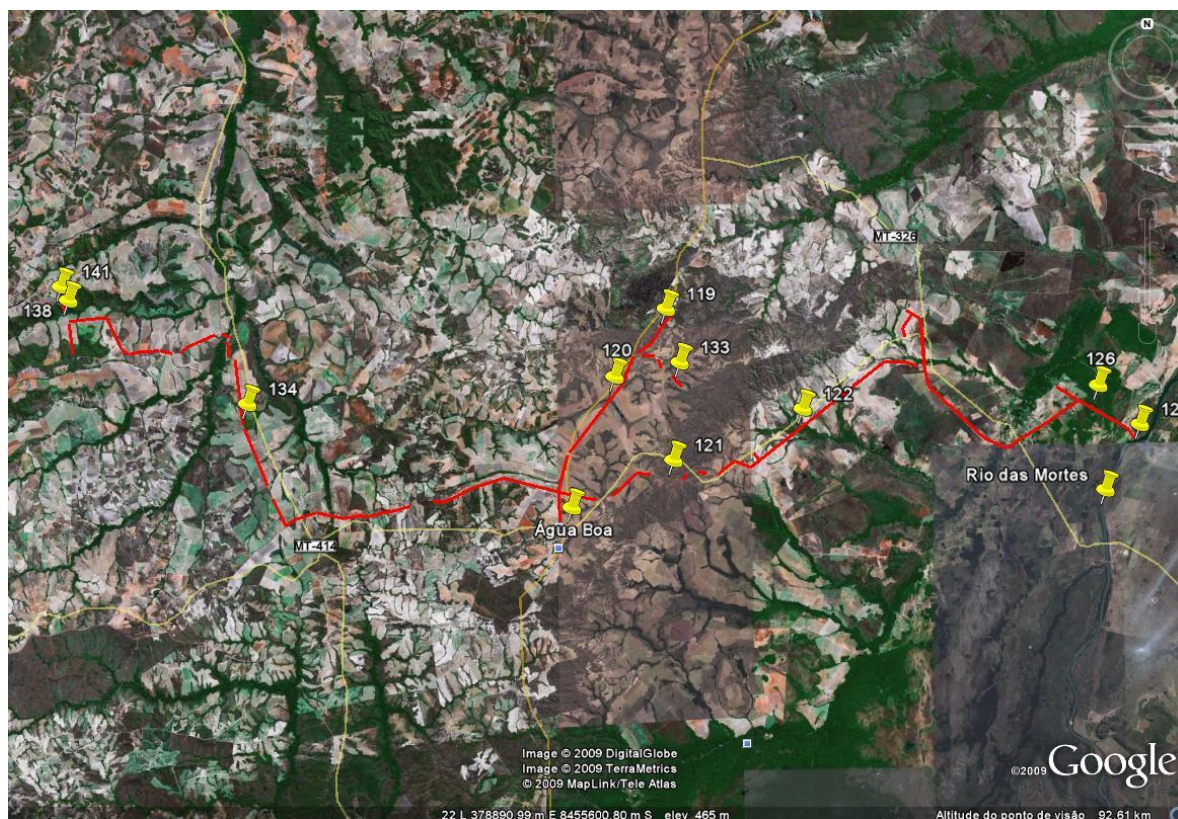 N
MT-326
141
138
119
120
133
134
122
126
12
121
Rio das Mortes
Água Boa
MT-414
Image © 2009 DigitalGlobe
Image © 2009 TerraMetrics
© 2009 MapLink/Tele Atlas
©2009 Google
22 L 378890.99 m E 8455600.80 m S elev 465 m
Altitude do ponto de visão 92.61 km